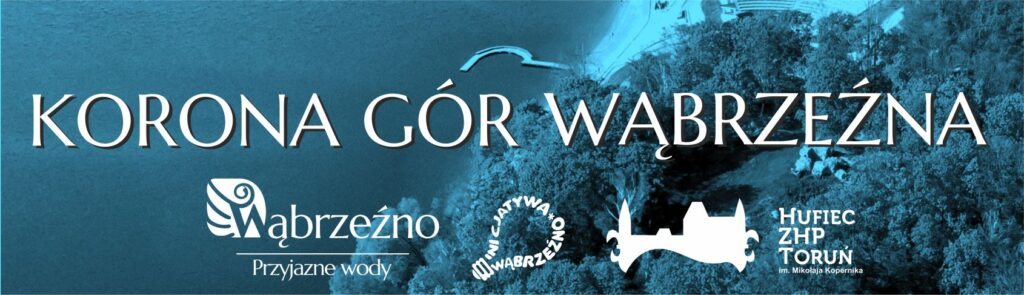 KORONA GÓR WĄBRZEŹNA
Wąbrzeźno
Przyjazne wody
INICJATYWA*
WĄBRZEŹNO
HUFIEC
ZHP
TORUŃ
im. Mikołaja Kopernika